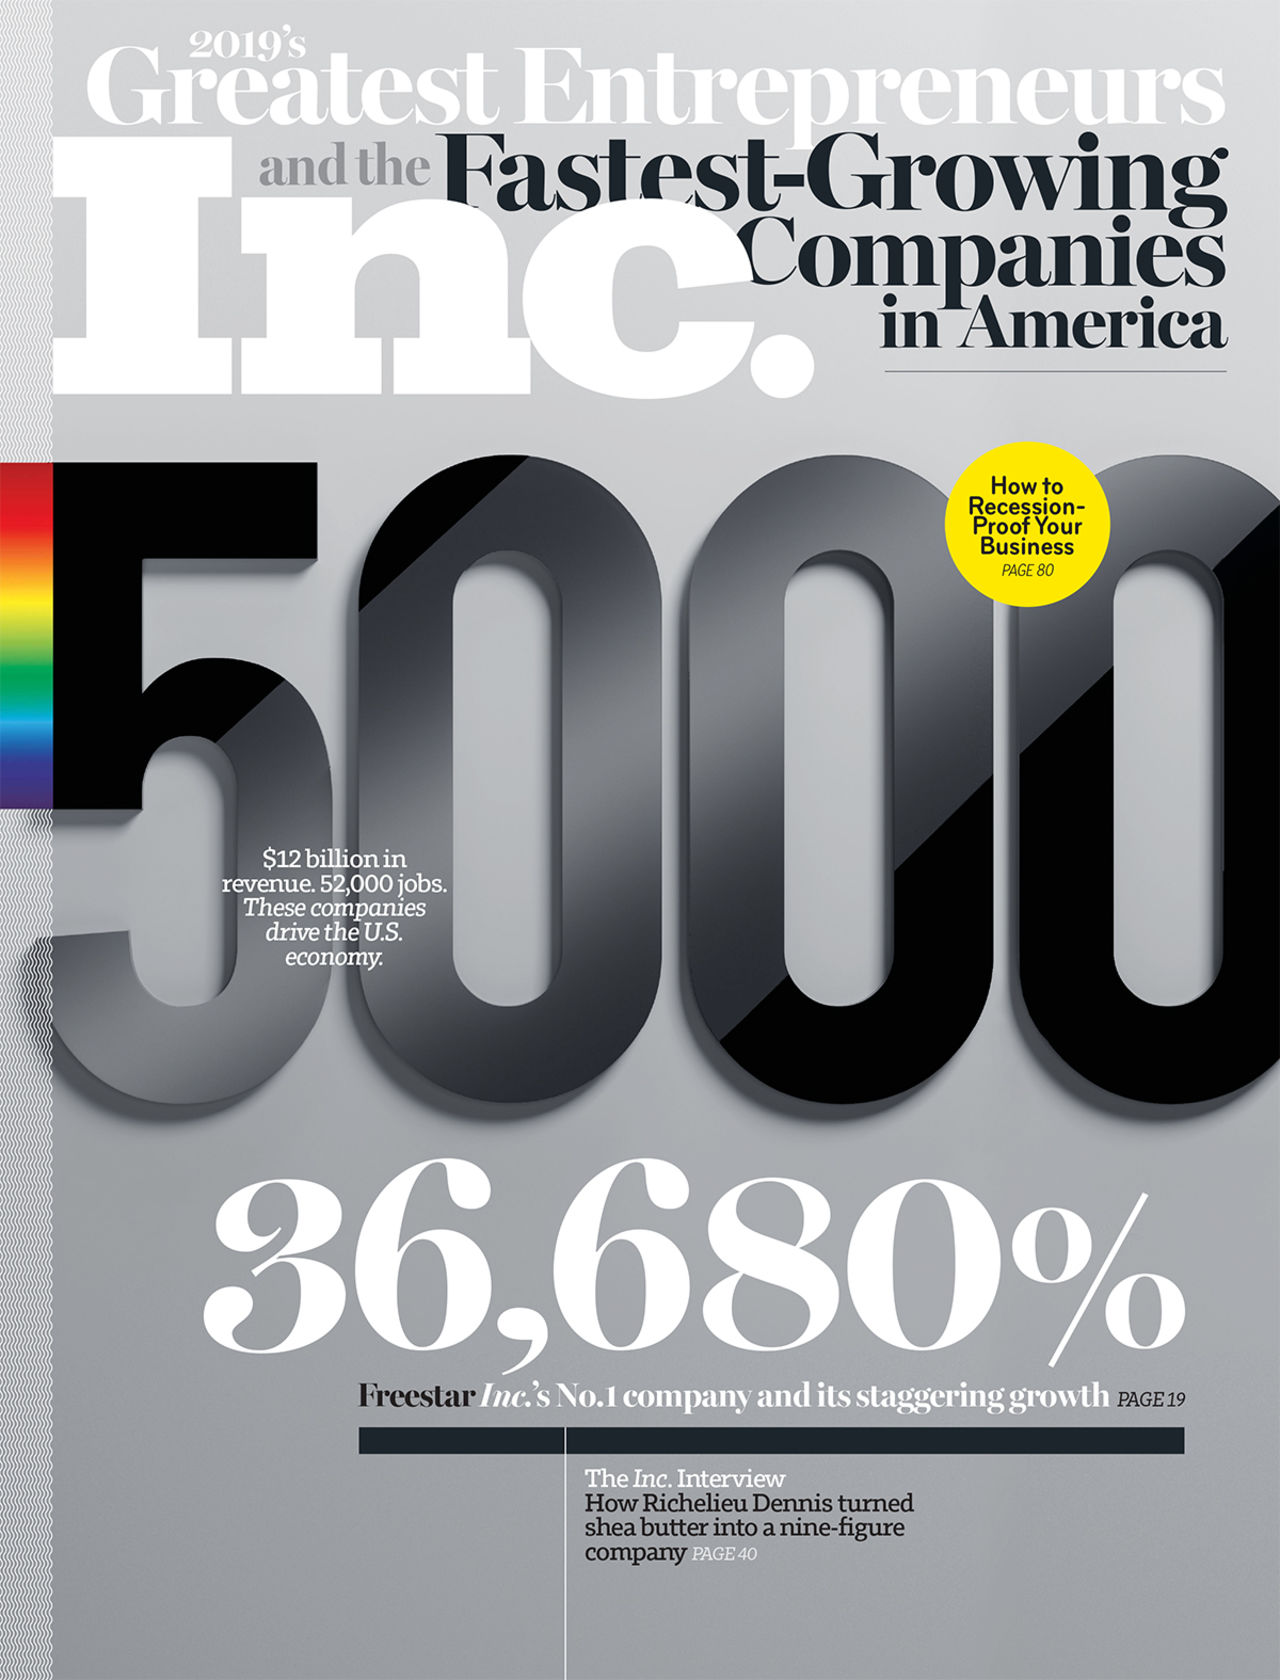 2019's
Greatest Entrepreneurs
and the Fastest-Growing
Companies
in America
Inc.
5000
How to
Recession-
Proof Your
Business
PAGE 80
$12 billion in
revenue. 52,000 jobs.
These companies
drive the U.S.
economy.
36,680%
Freestar Inc.'s No.1 company and its staggering growth PAGE 19
The Inc. Interview
How Richelieu Dennis turned
shea butter into a nine-figure
company PAGE 40